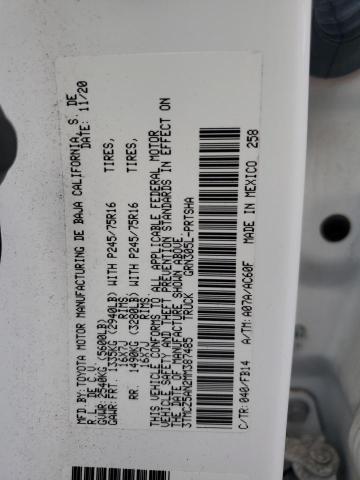 MFD.BY:TOYOTA MOTOR MANUFACTURING DE BAJA CALIFORNIA, S. DE
R.L. DE C.V. DATE: 11/20
GVWR: 2540KG (5600LB)
GAWR:FRT. 1335KG (2940LB) WITH P245/75R16 TIRES,
16X7J RIMS
RR. 1490KG (3280LB) WITH P245/75R16 TIRES,
16X7J RIMS
THIS VEHICLE CONFORMS TO ALL APPLICABLE FEDERAL MOTOR
VEHICLE SAFETY AND THEFT PREVENTION STANDARDS IN EFFECT ON
THE DATE OF MANUFACTURE SHOWN ABOVE.
3TMCZ5AN2MM387485 TRUCK GRN305L-PRTSHA
C/TR: 040/FB14 A/TM: A07A/AC60F MADE IN MEXICO 258